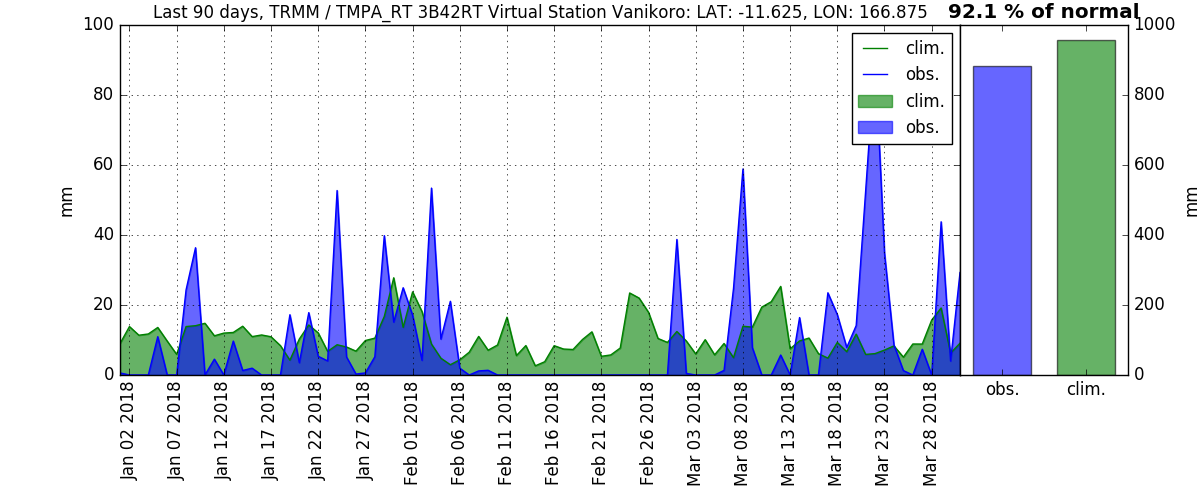 Last 90 days, TRMM / TMPA_RT 3B42RT Virtual Station Vanikoro: LAT: -11.625, LON: 166.875
92.1 % of normal
100
80
60
40
20
0
mm
clim.
obs.
clim.
obs.
1000
800
600
400
200
0
mm
Jan 02 2018
Jan 07 2018
Jan 12 2018
Jan 17 2018
Jan 22 2018
Jan 27 2018
Feb 01 2018
Feb 06 2018
Feb 11 2018
Feb 16 2018
Feb 21 2018
Feb 26 2018
Mar 03 2018
Mar 08 2018
Mar 13 2018
Mar 18 2018
Mar 23 2018
Mar 28 2018
obs.
clim.